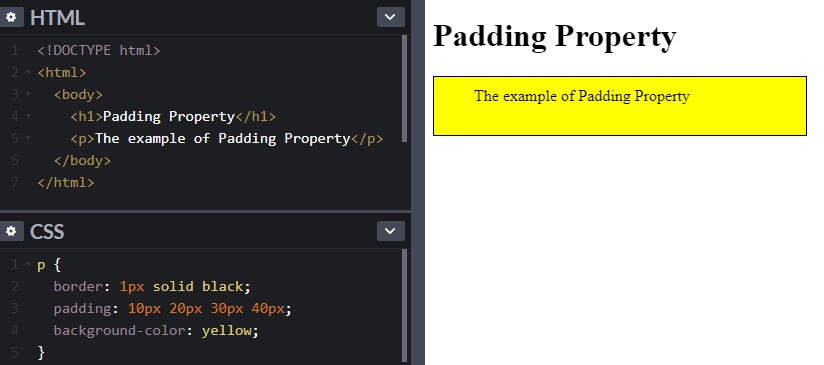 HTML
1 <!DOCTYPE html>
2 <html>
3 <body>
4 <h1>Padding Property</h1>
5 <p>The example of Padding Property</p>
6 </body>
7 </html>
CSS
1 p {
2 border: 1px solid black;
3 padding: 10px 20px 30px 40px;
4 background-color: yellow;
5 }
Padding Property
The example of Padding Property